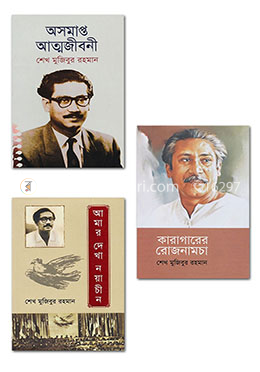 অসমাপ্ত
আত্মজীবনী
শেখ মুজিবুর রহমান
কারাগারের
রোজনামচা
শেখ মুজিবুর রহমান
আমার দেখা নয়াচীন
শেখ মুজিবুর রহমান